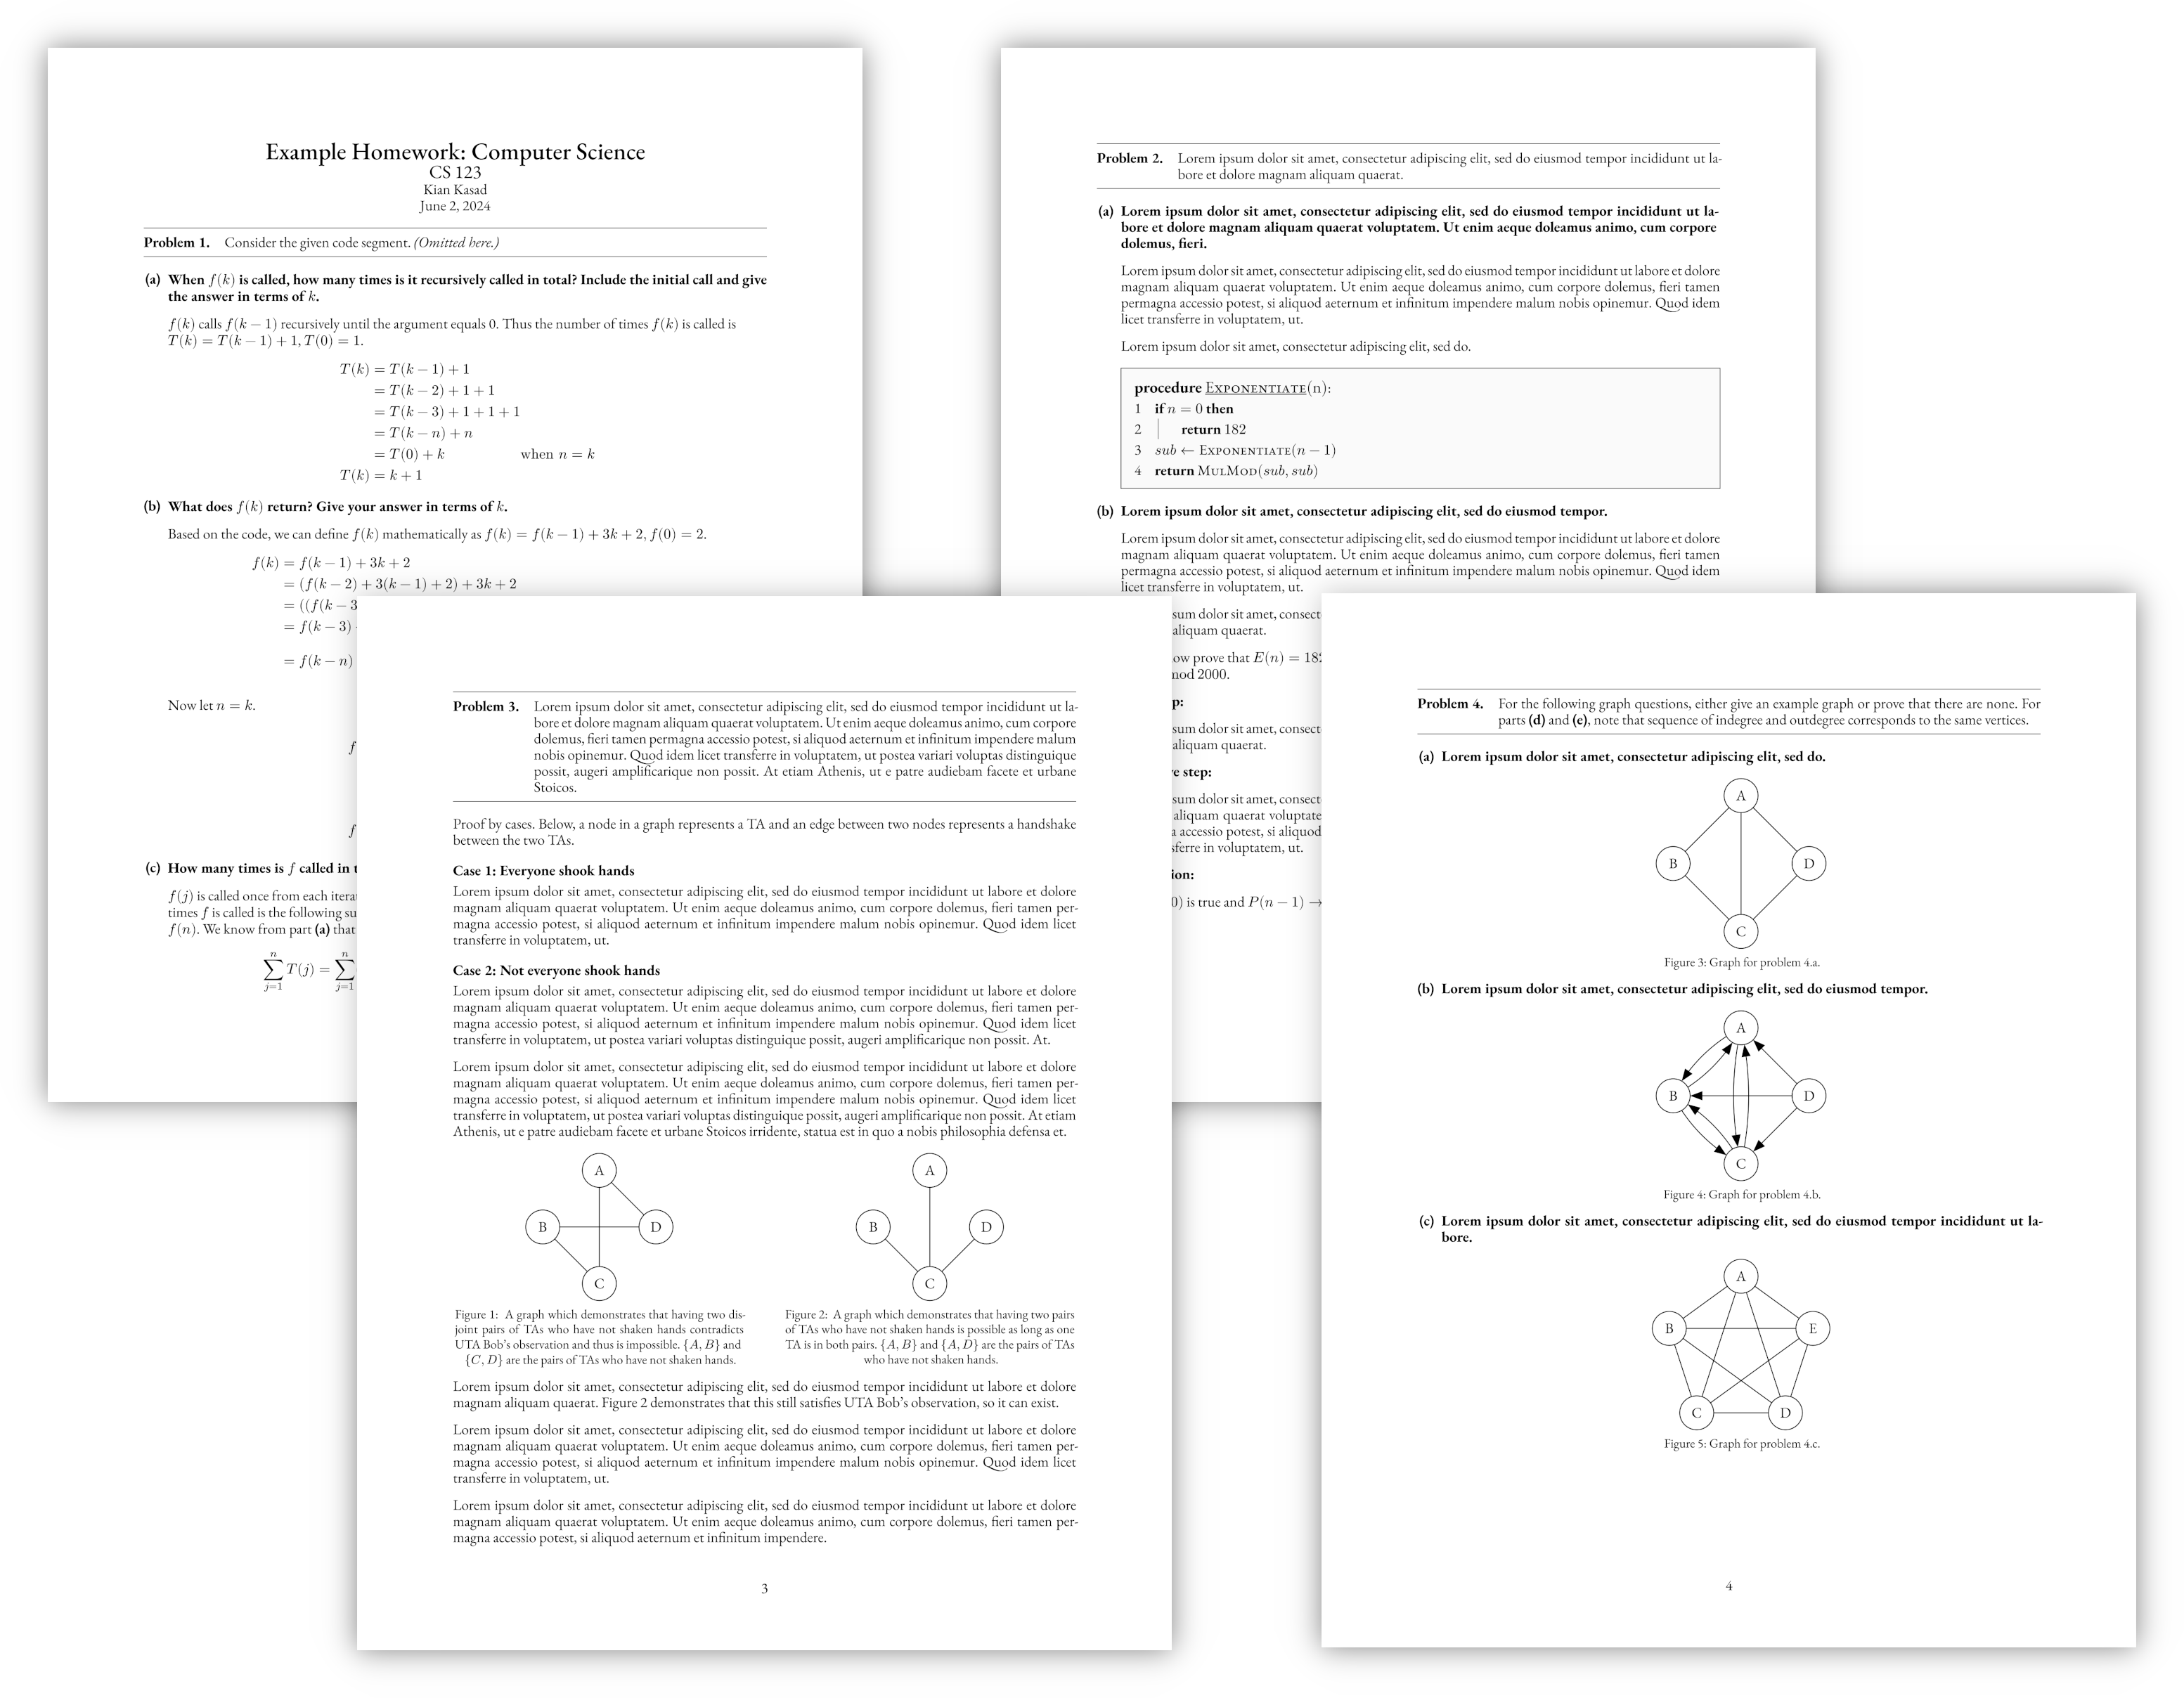 Example Homework: Computer Science
CS 123
Kian Kasad
June 2, 2024
Problem 1. Consider the given code segment. (Omitted here.)
(a) When f(k) is called, how many times is it recursively called in total? Include the initial call and give
the answer in terms of k.
f(k) calls f(k − 1) recursively until the argument equals 0. Thus the number of times f(k) is called is
T(k) = T(k − 1) + 1, T(0) = 1.
T(k) = T(k − 1) + 1
= T(k − 2) + 1 + 1
= T(k − 3) + 1 + 1 + 1
= T(k − n) + n
= T(0) + k when n = k
T(k) = k + 1
(b) What does f(k) return? Give your answer in terms of k.
Based on the code, we can define f(k) mathematically as f(k) = f(k − 1) + 3k + 2, f(0) = 2.
f(k) = f(k − 1) + 3k + 2
= (f(k − 2) + 3(k − 1) + 2) + 3k + 2
= ((f(k − 3
= f(k − 3)
= f(k − n)
Now let n = k.
f
f
(c) How many times is f called in t
f(j) is called once from each itera
times f is called is the following su
f(n). We know from part (a) that
n n
∑ T(j) = ∑
j=1 j=1
Problem 2. Lorem ipsum dolor sit amet, consectetur adipiscing elit, sed do eiusmod tempor incididunt ut la-
bore et dolore magnam aliquam quaerat.
(a) Lorem ipsum dolor sit amet, consectetur adipiscing elit, sed do eiusmod tempor incididunt ut la-
bore et dolore magnam aliquam quaerat voluptatem. Ut enim aeque doleamus animo, cum corpore
dolemus, fieri.
Lorem ipsum dolor sit amet, consectetur adipiscing elit, sed do eiusmod tempor incididunt ut labore et dolore
magnam aliquam quaerat voluptatem. Ut enim aeque doleamus animo, cum corpore dolemus, fieri tamen
permagna accessio potest, si aliquod aeternum et infinitum impendere malum nobis opinemur. Quod idem
licet transferre in voluptatem, ut.
Lorem ipsum dolor sit amet, consectetur adipiscing elit, sed do.
procedure EXPONENTIATE(n):
1 if n = 0 then
2 return 182
3 sub ← EXPONENTIATE(n − 1)
4 return MULMOD(sub, sub)
(b) Lorem ipsum dolor sit amet, consectetur adipiscing elit, sed do eiusmod tempor.
Lorem ipsum dolor sit amet, consectetur adipiscing elit, sed do eiusmod tempor incididunt ut labore et dolore
magnam aliquam quaerat voluptatem. Ut enim aeque doleamus animo, cum corpore dolemus, fieri tamen
permagna accessio potest, si aliquod aeternum et infinitum impendere malum nobis opinemur. Quod idem
licet transferre in voluptatem, ut.
sum dolor sit amet, consect
aliquam quaerat.
ow prove that E(n) = 182
mod 2000.
p:
sum dolor sit amet, consect
aliquam quaerat.
e step:
sum dolor sit amet, consect
aliquam quaerat voluptate
a accessio potest, si aliquod
sferre in voluptatem, ut.
ion:
0) is true and P(n − 1) →
Problem 3. Lorem ipsum dolor sit amet, consectetur adipiscing elit, sed do eiusmod tempor incididunt ut la-
bore et dolore magnam aliquam quaerat voluptatem. Ut enim aeque doleamus animo, cum corpore
dolemus, fieri tamen permagna accessio potest, si aliquod aeternum et infinitum impendere malum
nobis opinemur. Quod idem licet transferre in voluptatem, ut postea variari voluptas distinguique
possit, augeri amplificarique non possit. At etiam Athenis, ut e patre audiebam facete et urbane
Stoicos.
Proof by cases. Below, a node in a graph represents a TA and an edge between two nodes represents a handshake
between the two TAs.
Case 1: Everyone shook hands
Lorem ipsum dolor sit amet, consectetur adipiscing elit, sed do eiusmod tempor incididunt ut labore et dolore
magnam aliquam quaerat voluptatem. Ut enim aeque doleamus animo, cum corpore dolemus, fieri tamen per-
magna accessio potest, si aliquod aeternum et infinitum impendere malum nobis opinemur. Quod idem licet
transferre in voluptatem, ut.
Case 2: Not everyone shook hands
Lorem ipsum dolor sit amet, consectetur adipiscing elit, sed do eiusmod tempor incididunt ut labore et dolore
magnam aliquam quaerat voluptatem. Ut enim aeque doleamus animo, cum corpore dolemus, fieri tamen per-
magna accessio potest, si aliquod aeternum et infinitum impendere malum nobis opinemur. Quod idem licet
transferre in voluptatem, ut postea variari voluptas distinguique possit, augeri amplificarique non possit. At.
Lorem ipsum dolor sit amet, consectetur adipiscing elit, sed do eiusmod tempor incididunt ut labore et dolore
magnam aliquam quaerat voluptatem. Ut enim aeque doleamus animo, cum corpore dolemus, fieri tamen per-
magna accessio potest, si aliquod aeternum et infinitum impendere malum nobis opinemur. Quod idem licet
transferre in voluptatem, ut postea variari voluptas distinguique possit, augeri amplificarique non possit. At etiam
Athenis, ut e patre audiebam facete et urbane Stoicos irridente, statua est in quo a nobis philosophia defensa et.
A
B D
C
Figure 1: A graph which demonstrates that having two dis-
joint pairs of TAs who have not shaken hands contradicts
UTA Bob's observation and thus is impossible. {A, B} and
{C, D} are the pairs of TAs who have not shaken hands.
A
B D
C
Figure 2: A graph which demonstrates that having two pairs
of TAs who have not shaken hands is possible as long as one
TA is in both pairs. {A, B} and {A, D} are the pairs of TAs
who have not shaken hands.
Lorem ipsum dolor sit amet, consectetur adipiscing elit, sed do eiusmod tempor incididunt ut labore et dolore
magnam aliquam quaerat. Figure 2 demonstrates that this still satisfies UTA Bob's observation, so it can exist.
Lorem ipsum dolor sit amet, consectetur adipiscing elit, sed do eiusmod tempor incididunt ut labore et dolore
magnam aliquam quaerat voluptatem. Ut enim aeque doleamus animo, cum corpore dolemus, fieri tamen per-
magna accessio potest, si aliquod aeternum et infinitum impendere malum nobis opinemur. Quod idem licet
transferre in voluptatem, ut.
Lorem ipsum dolor sit amet, consectetur adipiscing elit, sed do eiusmod tempor incididunt ut labore et dolore
magnam aliquam quaerat voluptatem. Ut enim aeque doleamus animo, cum corpore dolemus, fieri tamen per-
magna accessio potest, si aliquod aeternum et infinitum impendere.
3
Problem 4. For the following graph questions, either give an example graph or prove that there are none. For
parts (d) and (e), note that sequence of indegree and outdegree corresponds to the same vertices.
(a) Lorem ipsum dolor sit amet, consectetur adipiscing elit, sed do.
A
B D
C
Figure 3: Graph for problem 4.a.
(b) Lorem ipsum dolor sit amet, consectetur adipiscing elit, sed do eiusmod tempor.
A
B D
C
Figure 4: Graph for problem 4.b.
(c) Lorem ipsum dolor sit amet, consectetur adipiscing elit, sed do eiusmod tempor incididunt ut la-
bore.
A
B E
C D
Figure 5: Graph for problem 4.c.
4